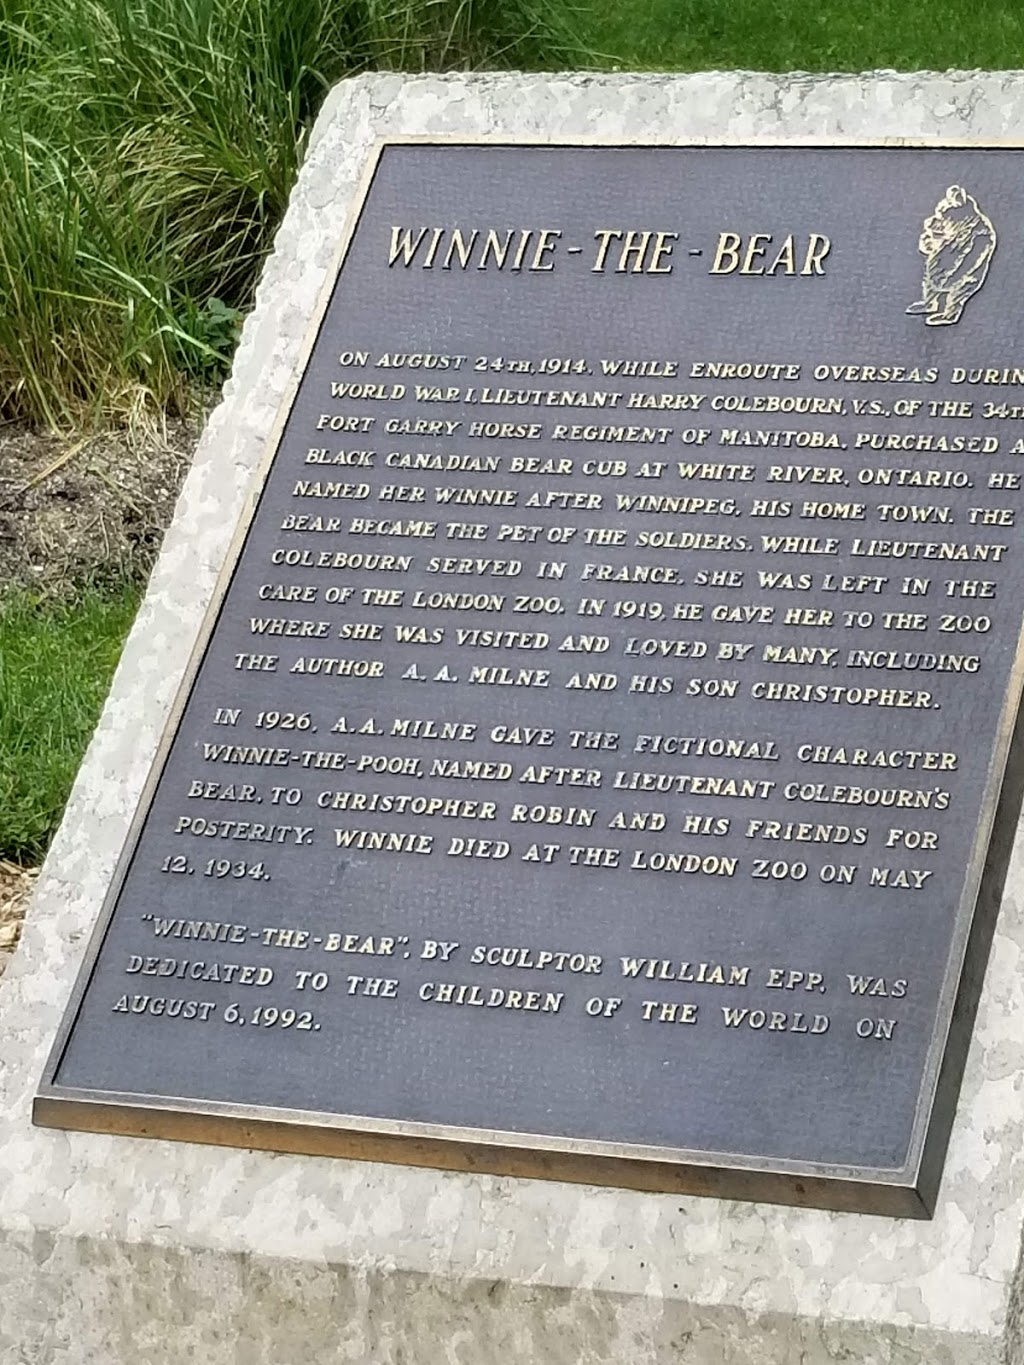 WINNIE-THE-BEAR
ON AUGUST 24TH, 1914, WHILE ENROUTE OVERSEAS DURIN
WORLD WAR I, LIEUTENANT HARRY COLEBOURN, V.S., OF THE 34TH
FORT GARRY HORSE REGIMENT OF MANITOBA, PURCHASED A
BLACK CANADIAN BEAR CUB AT WHITE RIVER, ONTARIO. HE
NAMED HER WINNIE AFTER WINNIPEG, HIS HOME TOWN. THE
BEAR BECAME THE PET OF THE SOLDIERS. WHILE LIEUTENANT
COLEBOURN SERVED IN FRANCE, SHE WAS LEFT IN THE
CARE OF THE LONDON ZOO. IN 1919, HE GAVE HER TO THE ZOO
WHERE SHE WAS VISITED AND LOVED BY MANY, INCLUDING
THE AUTHOR A. A. MILNE AND HIS SON CHRISTOPHER.
IN 1926, A. A. MILNE GAVE THE FICTIONAL CHARACTER
WINNIE-THE-POOH, NAMED AFTER LIEUTENANT COLEBOURN'S
BEAR, TO CHRISTOPHER ROBIN AND HIS FRIENDS FOR
POSTERITY. WINNIE DIED AT THE LONDON ZOO ON MAY
12, 1934.
"WINNIE-THE-BEAR", BY SCULPTOR WILLIAM EPP, WAS
DEDICATED TO THE CHILDREN OF THE WORLD ON
AUGUST 6, 1992.